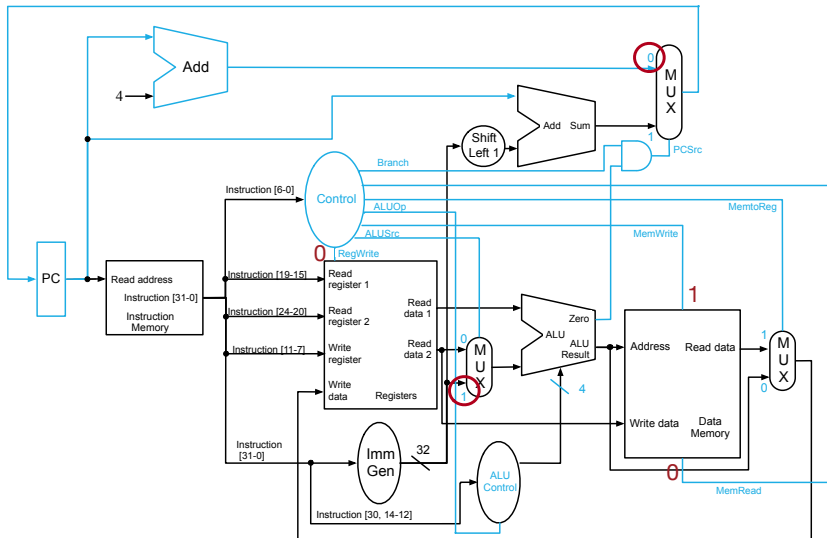 Add
4
0
M
U
X
1
PCSrc
Add Sum
Shift
Left 1
Branch
Instruction [6-0]
Control
ALUOp
MemtoReg
MemWrite
ALUSrc
0
RegWrite
PC
Read address
Instruction [31-0]
Instruction
Memory
Instruction [19-15]
Instruction [24-20]
Instruction [11-7]
Read
register 1
Read
register 2
Write
register
Write
data
Read
data 1
Read
data 2
Registers
0
M
U
X
1
Zero
ALU
ALU
Result
4
1
Address
Read data
Write data
Data
Memory
0
MemRead
1
M
U
X
0
Instruction
[31-0]
Imm
Gen
32
ALU
Control
Instruction [30, 14-12]